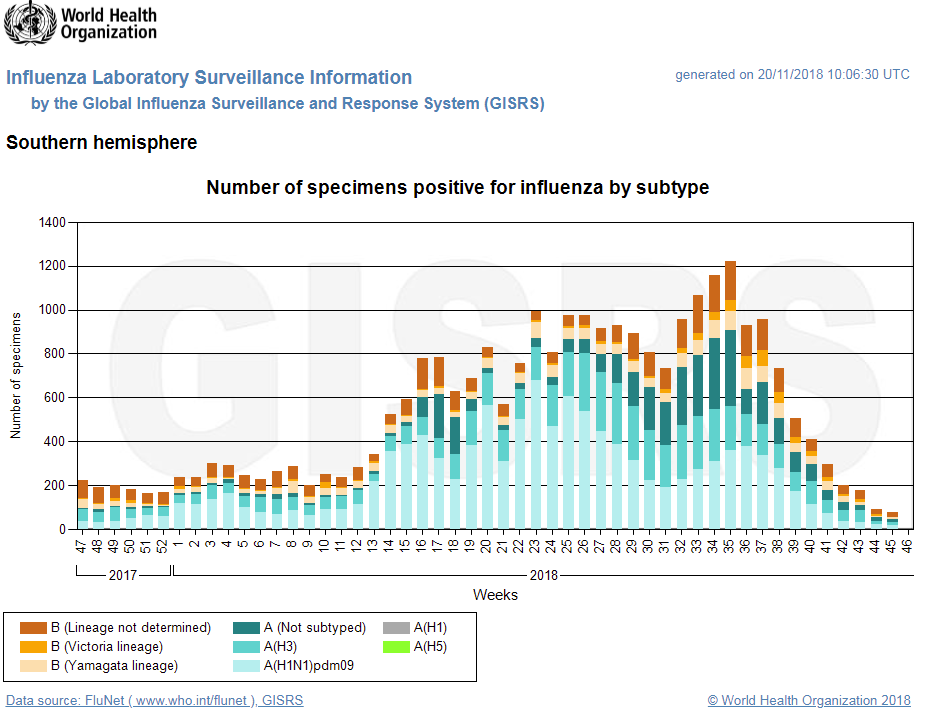 World Health
Organization
Influenza Laboratory Surveillance Information
generated on 20/11/2018 10:06:30 UTC
by the Global Influenza Surveillance and Response System (GISRS)
Southern hemisphere
Number of specimens positive for influenza by subtype
GISRS
Number of specimens
1400
1200
1000
800
600
400
200
0
47 48 49 50 51 52 1 2 3 4 5 6 7 8 9 10 11 12 13 14 15 16 17 18 19 20 21 22 23 24 25 26 27 28 29 30 31 32 33 34 35 36 37 38 39 40 41 42 43 44 45 46
2017 2018
Weeks
B (Lineage not determined) A (Not subtyped) A(H1)
B (Victoria lineage) A(H3) A(H5)
B (Yamagata lineage) A(H1N1)pdm09
Data source: FluNet ( www.who.int/flunet ), GISRS
© World Health Organization 2018